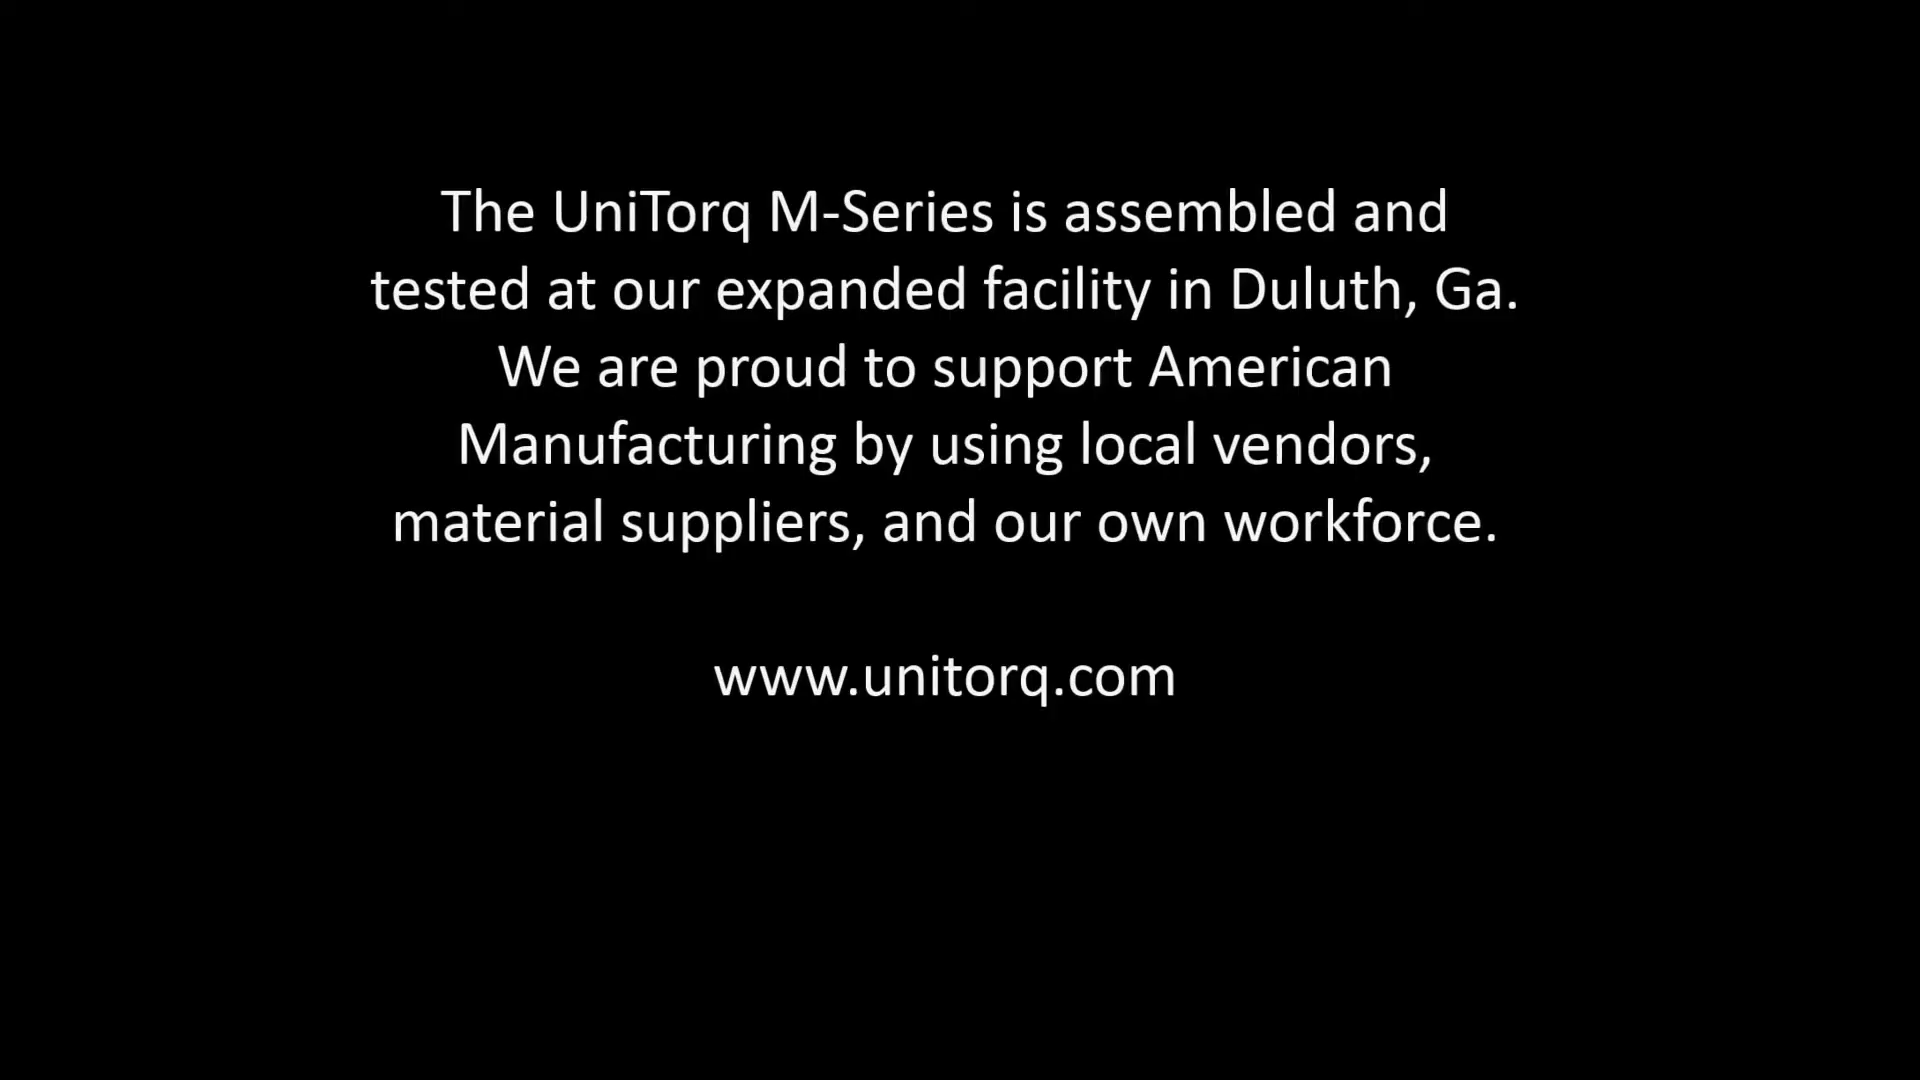 The UniTorq M-Series is assembled and
tested at our expanded facility in Duluth, Ga.
We are proud to support American
Manufacturing by using local vendors,
material suppliers, and our own workforce.
www.unitorq.com